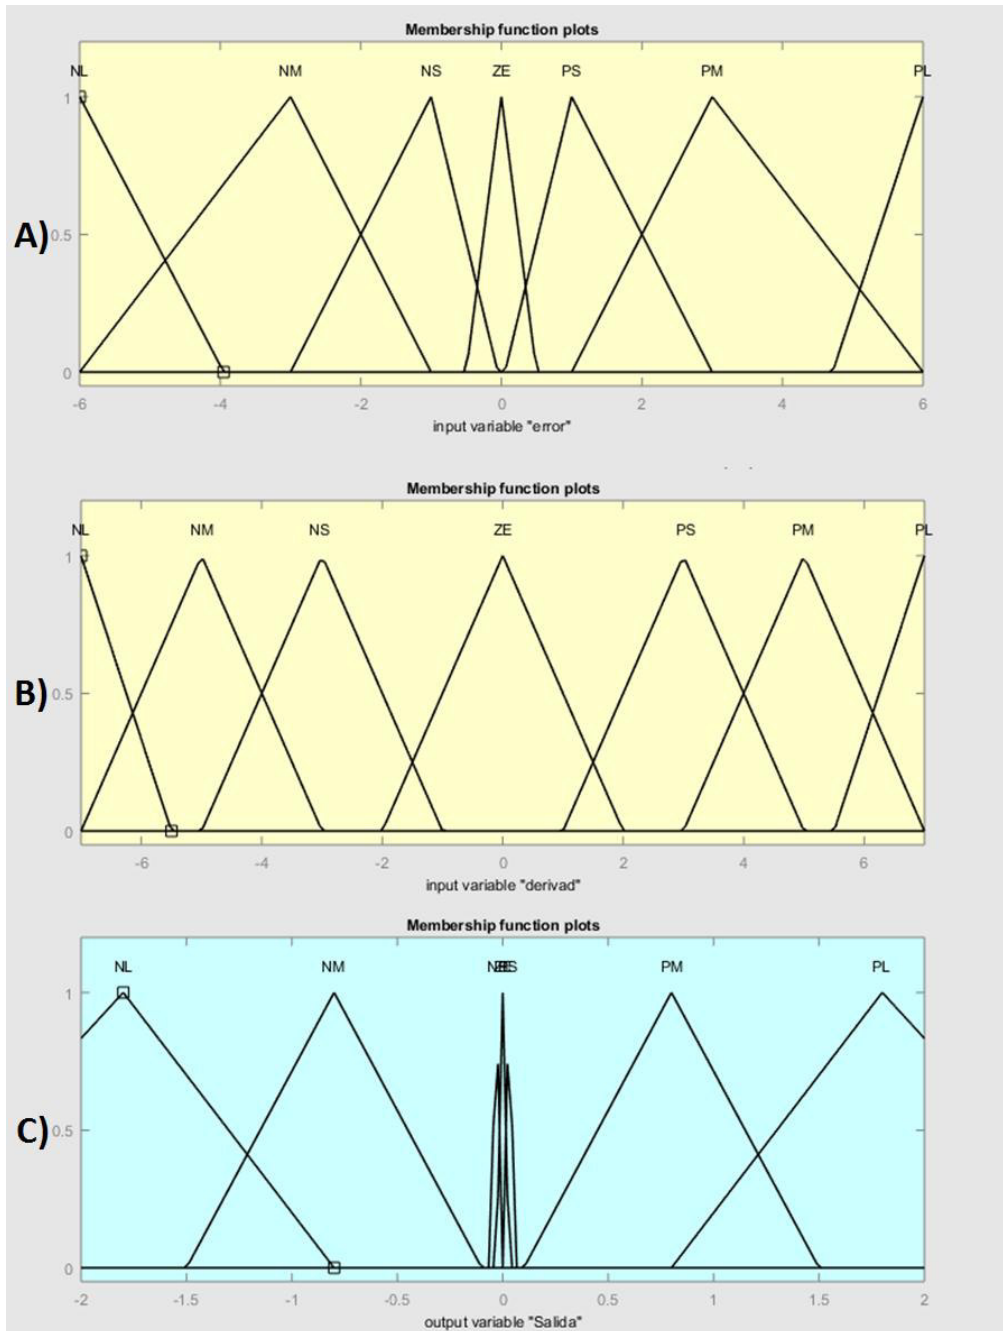 Membership function plots
NL NM NS ZE PS PM PL
1
A) 0.5
0
-6 -4 -2 0 2 4 6
input variable "error"
Membership function plots
NL NM NS ZE PS PM PL
1
B) 0.5
0
-6 -4 -2 0 2 4 6
input variable "derivad"
Membership function plots
NL NM PM PL
1
C) 0.5
0
-2 -1.5 -1 -0.5 0 0.5 1 1.5 2
output variable "Salida"